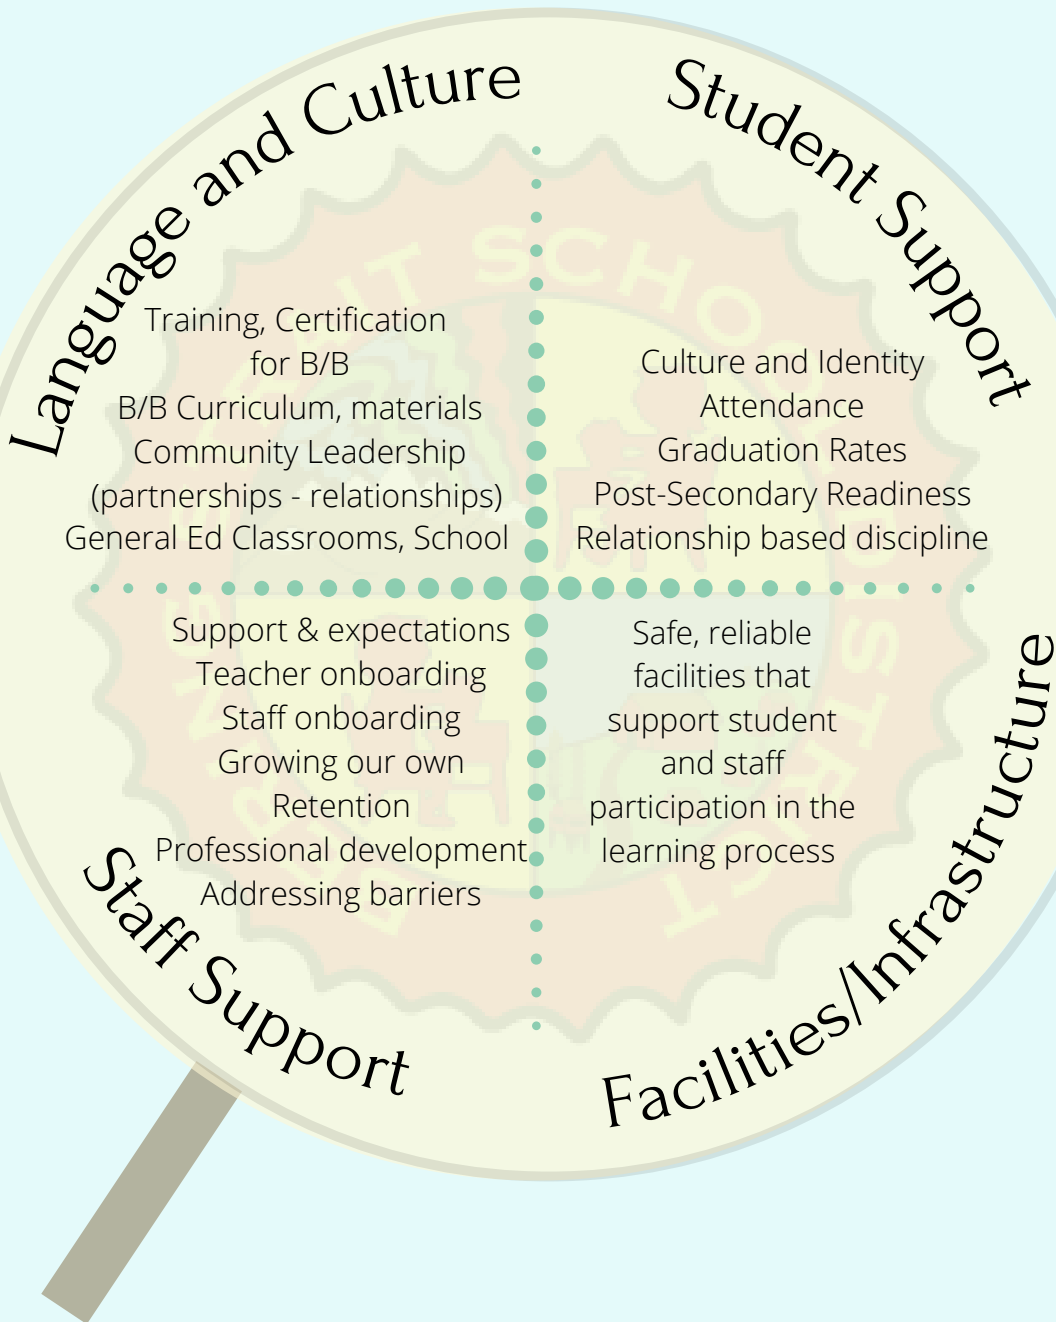 Language and Culture
Training, Certification
for B/B
B/B Curriculum, materials
Community Leadership
(partnerships - relationships)
General Ed Classrooms, School
Student Support
Culture and Identity
Attendance
Graduation Rates
Post-Secondary Readiness
Relationship based discipline
Staff Support
Support & expectations
Teacher onboarding
Staff onboarding
Growing our own
Retention
Professional development
Addressing barriers
Facilities/Infrastructure
Safe, reliable
facilities that
support student
and staff
participation in the
learning process
SCHOOL DISTRICT